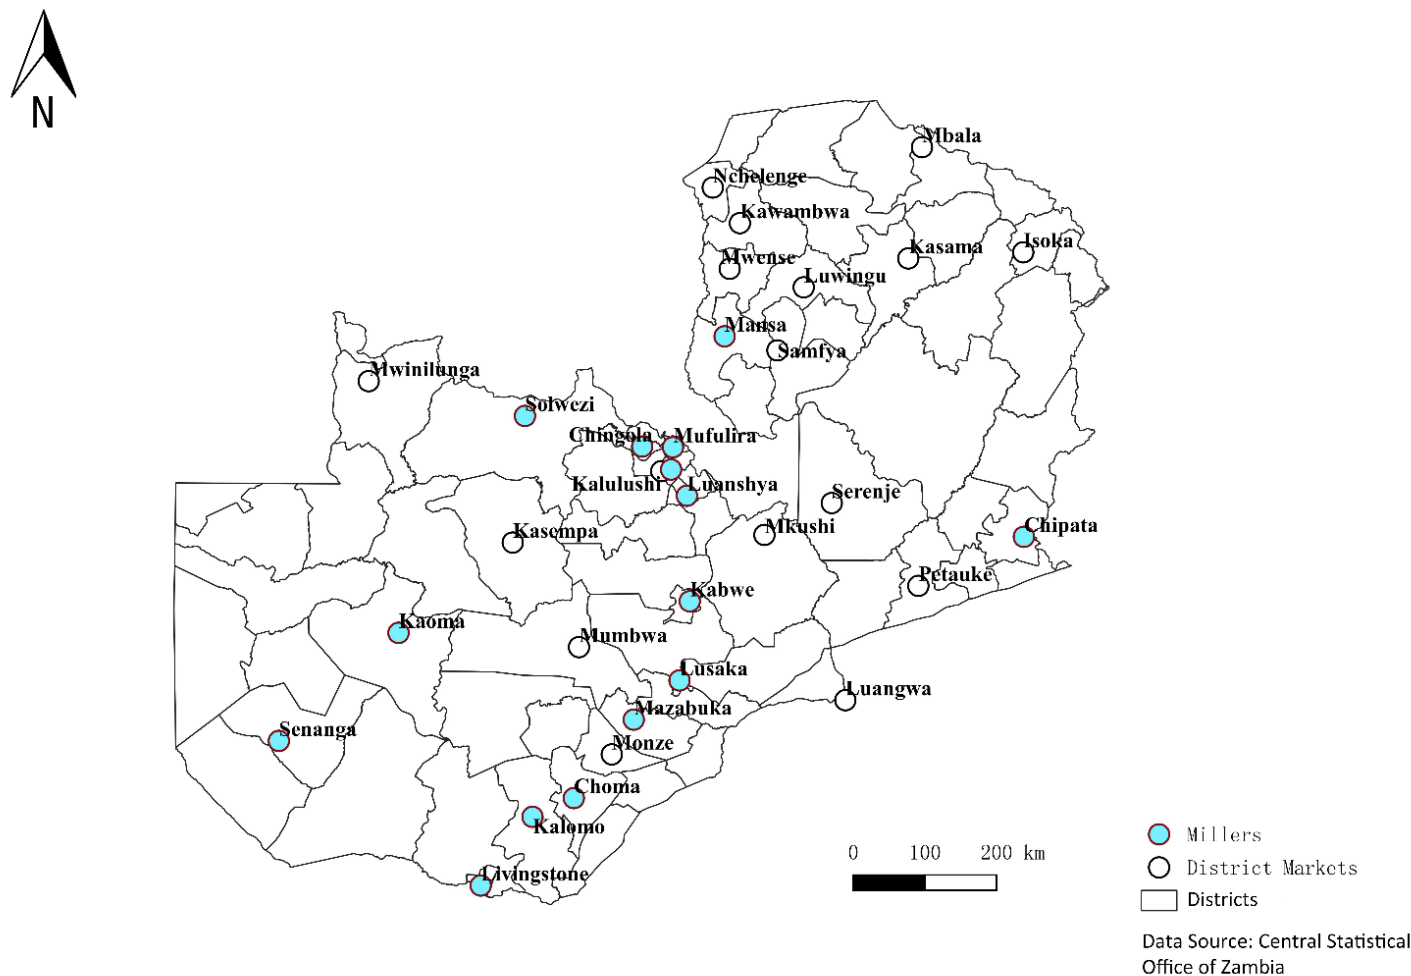 N
Mbala
Nchelenge
Kawambwa
Isoka
Kasama
Mwense
Luwingu
Mansa
Samfya
Mwinilunga
Solwezi
Chingola
Mufulira
Kalulushi
Luanshya
Serenje
Chipata
Mkushi
Kasempa
Petauke
Kabwe
Kaoma
Mumbwa
Lusaka
Luangwa
Mazabuka
Senanga
Monze
Choma
Kalomo
Livingstone
0 100 200 km
Millers
District Markets
Districts
Data Source: Central Statistical
Office of Zambia